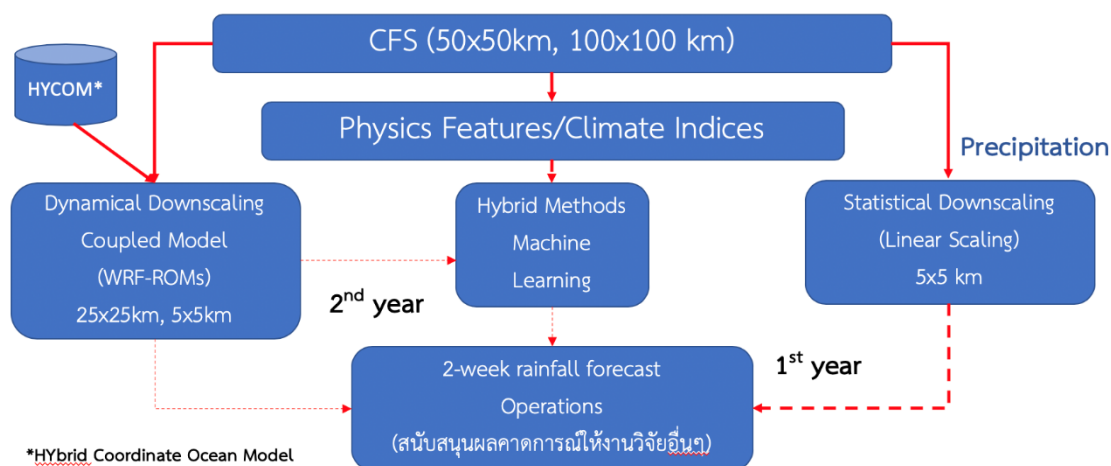 CFS (50x50km, 100x100 km)
HYCOM*
Physics Features/Climate Indices
Precipitation
Dynamical Downscaling
Coupled Model
(WRF-ROMs)
25x25km, 5x5km
Hybrid Methods
Machine
Learning
Statistical Downscaling
(Linear Scaling)
5x5 km
2nd year
1st year
2-week rainfall forecast
Operations
(สนับสนุนผลคาดการณ์ให้งานวิจัยอื่นๆ)
*HYbrid Coordinate Ocean Model